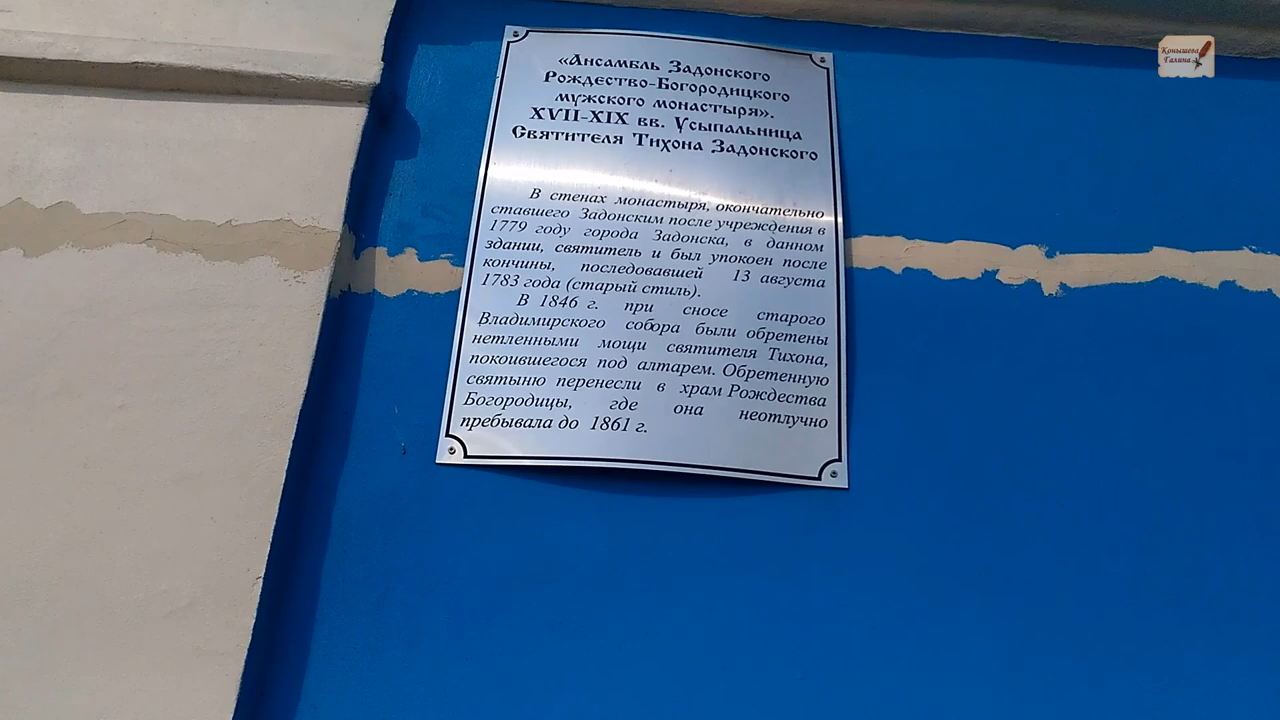 «Ансамбль Задонского
Рождество-Богородицкого
мужского монастыря».
XVII-XIX вв. Усыпальница
Святителя Тихона Задонского
В стенах монастыря, окончательно
ставшего Задонским после учреждения в
1779 году города Задонска, в данном
здании, святитель и был упокоен после
кончины, последовавшей 13 августа
1783 года (старый стиль).
В 1846 г. при сносе старого
Владимирского собора были обретены
нетленными мощи святителя Тихона,
покоившегося под алтарем. Обретенную
святыню перенесли в храм Рождества
Богородицы, где она неотлучно
пребывала до 1861 г.
Конышева
Галина